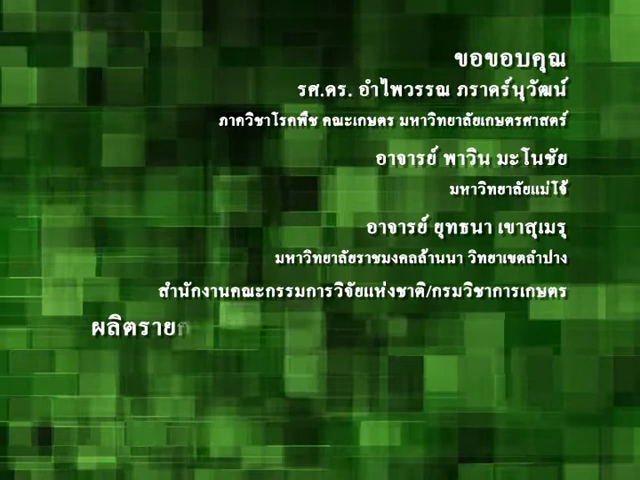 ขอขอบคุณ
รศ.ดร. อำไพวรรณ ภราดร์นุวัฒน์
ภาควิชาโรคพืช คณะเกษตร มหาวิทยาลัยเกษตรศาสตร์
อาจารย์ พาวิน มะโนชัย
มหาวิทยาลัยแม่โจ้
อาจารย์ ยุทธนา เขาสุเมรุ
มหาวิทยาลัยราชมงคลล้านนา วิทยาเขตลำปาง
สำนักงานคณะกรรมการวิจัยแห่งชาติ/กรมวิชาการเกษตร
ผลิตรายก